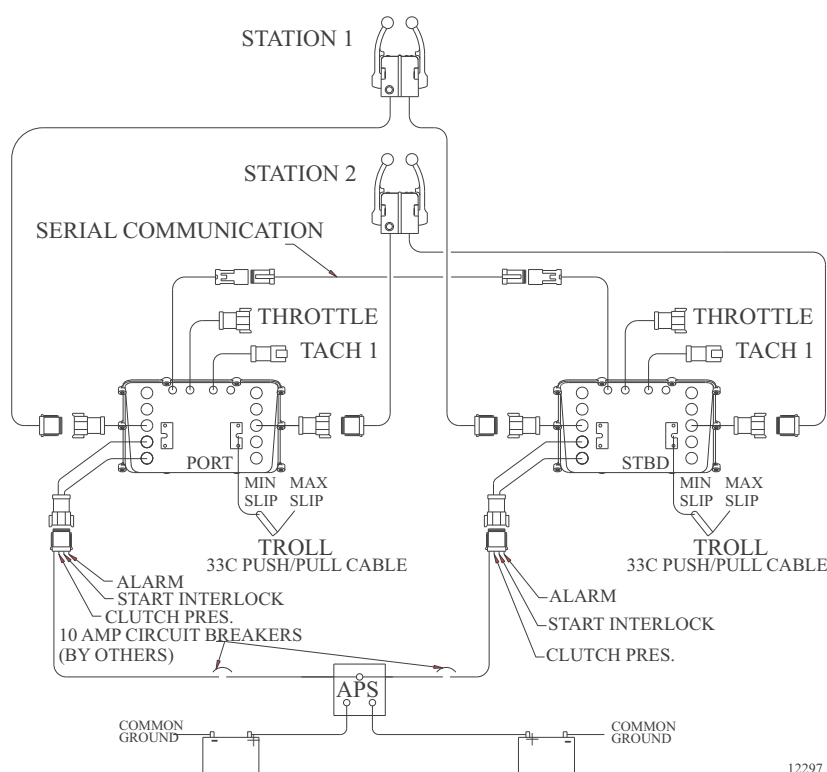 STATION 1
STATION 2
SERIAL COMMUNICATION
THROTTLE
THROTTLE
TACH 1
TACH 1
PORT
STBD
MIN SLIP
MAX SLIP
MIN SLIP
MAX SLIP
TROLL
33C PUSH/PULL CABLE
TROLL
33C PUSH/PULL CABLE
ALARM
START INTERLOCK
CLUTCH PRES.
ALARM
START INTERLOCK
CLUTCH PRES.
10 AMP CIRCUIT BREAKERS
(BY OTHERS)
APS
COMMON
GROUND
COMMON
GROUND
+
-
+
-
12297